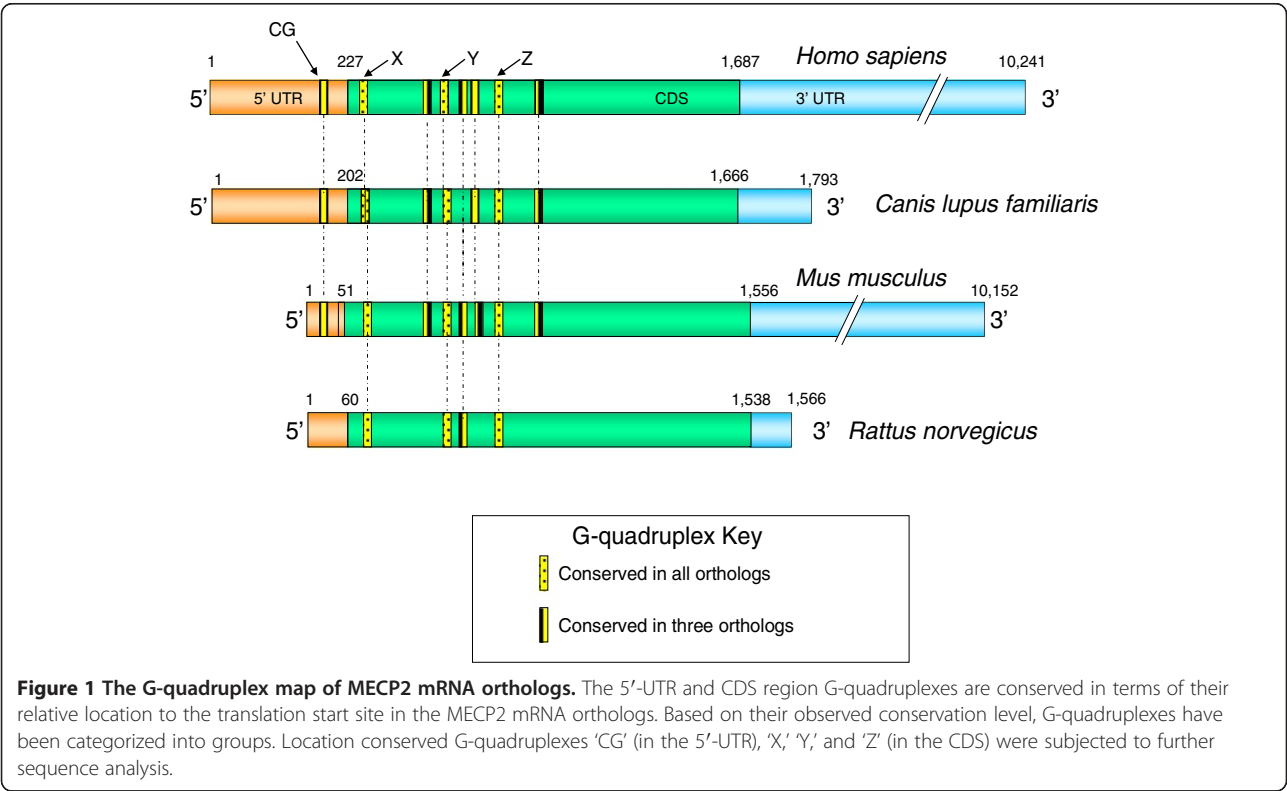 CG
1 227 X Y Z 1,687 Homo sapiens 10,241
5' 5' UTR CDS 3' UTR 3'
1 202 1,666 1,793
5' 3' Canis lupus familiaris
Mus musculus
1 51 1,556 10,152
5' 3'
1 60 1,538 1,566
5' 3' Rattus norvegicus
G-quadruplex Key
Conserved in all orthologs
Conserved in three orthologs
Figure 1 The G-quadruplex map of MECP2 mRNA orthologs. The 5′-UTR and CDS region G-quadruplexes are conserved in terms of their
relative location to the translation start site in the MECP2 mRNA orthologs. Based on their observed conservation level, G-quadruplexes have
been categorized into groups. Location conserved G-quadruplexes ‘CG’ (in the 5′-UTR), ‘X,’ ‘Y,’ and ‘Z’ (in the CDS) were subjected to further
sequence analysis.